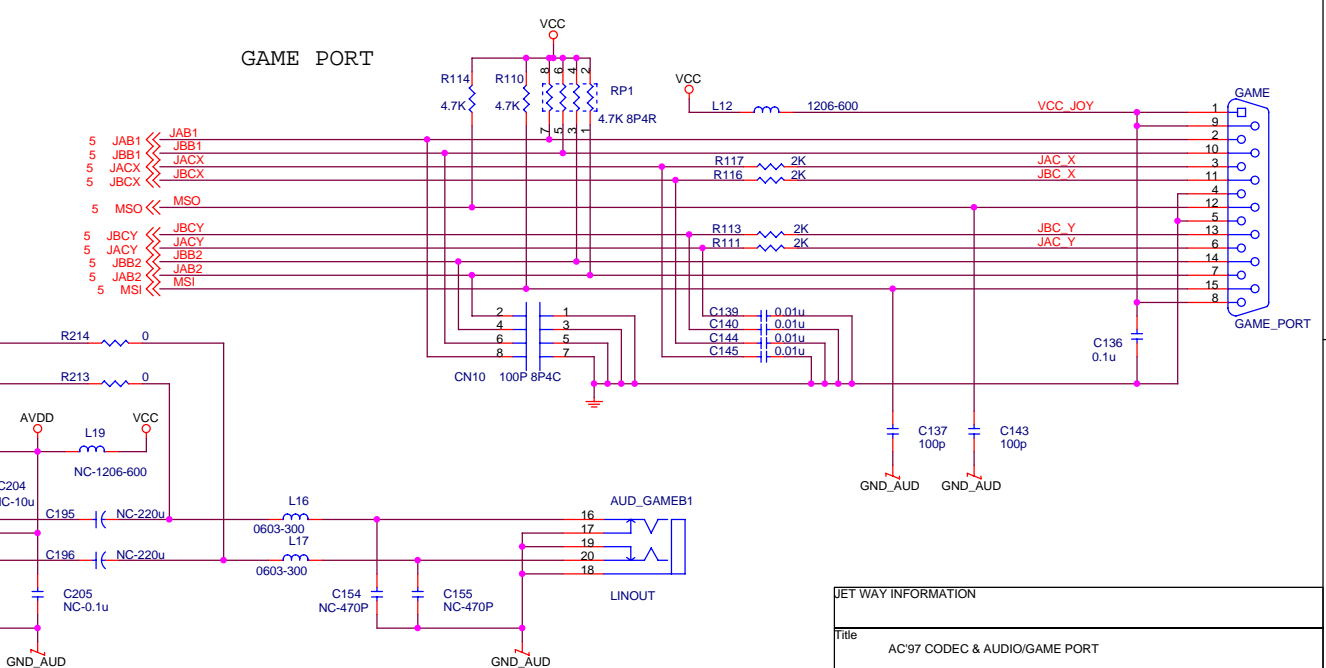 GAME PORT
VCC
R114
4.7K
R110
4.7K
8
6
4
2
7
5
3
1
RP1
4.7K 8P4R
VCC
L12
1206-600
VCC_JOY
GAME
5 JAB1 JAB1
5 JBB1 JBB1
5 JACX JACX
5 JBCX JBCX
5 MSO MSO
5 JBCY JBCY
5 JACY JACY
5 JBB2 JBB2
5 JAB2 JAB2
5 MSI MSI
R117 2K JAC_X
R116 2K JBC_X
R113 2K JBC_Y
R111 2K JAC_Y
1
9
2
10
3
11
4
12
5
13
6
14
7
15
8
GAME_PORT
2 1
4 3
6 5
8 7
CN10 100P 8P4C
C139 0.01u
C140 0.01u
C144 0.01u
C145 0.01u
C136
0.1u
C137
100p
C143
100p
GND_AUD
GND_AUD
R214 0
R213 0
AVDD
VCC
L19
NC-1206-600
C204
C195 NC-220u
C196 NC-220u
L16
0603-300
L17
0603-300
C205
NC-0.1u
C154
NC-470P
C155
NC-470P
AUD_GAMEB1
16
17
19
20
18
LINOUT
GND_AUD
GND_AUD
JET WAY INFORMATION
Title
AC'97 CODEC & AUDIO/GAME PORT